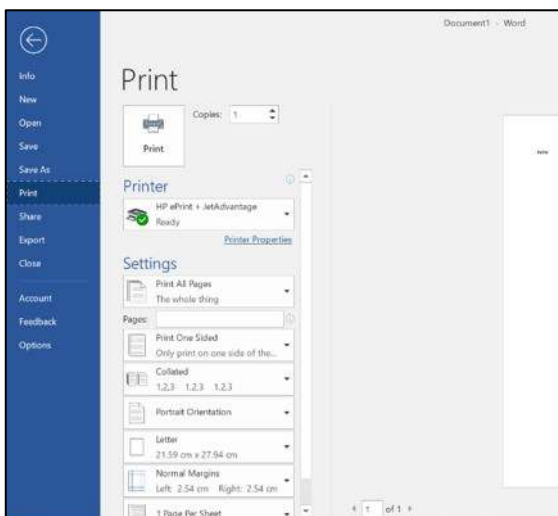 Document1 - Word
Info
New
Open
Save
Save As
Print
Share
Export
Close
Account
Feedback
Options
Print
Copies: 1
Print
Printer
HP ePrint + JetAdvantage
Ready
Printer Properties
Settings
Print All Pages
The whole thing
Pages:
Print One Sided
Only print on one side of the...
Collated
1,2,3 1,2,3 1,2,3
Portrait Orientation
Letter
21.59 cm x 27.94 cm
Normal Margins
Left: 2.54 cm Right: 2.54 cm
1 Page Per Sheet
1 of 1